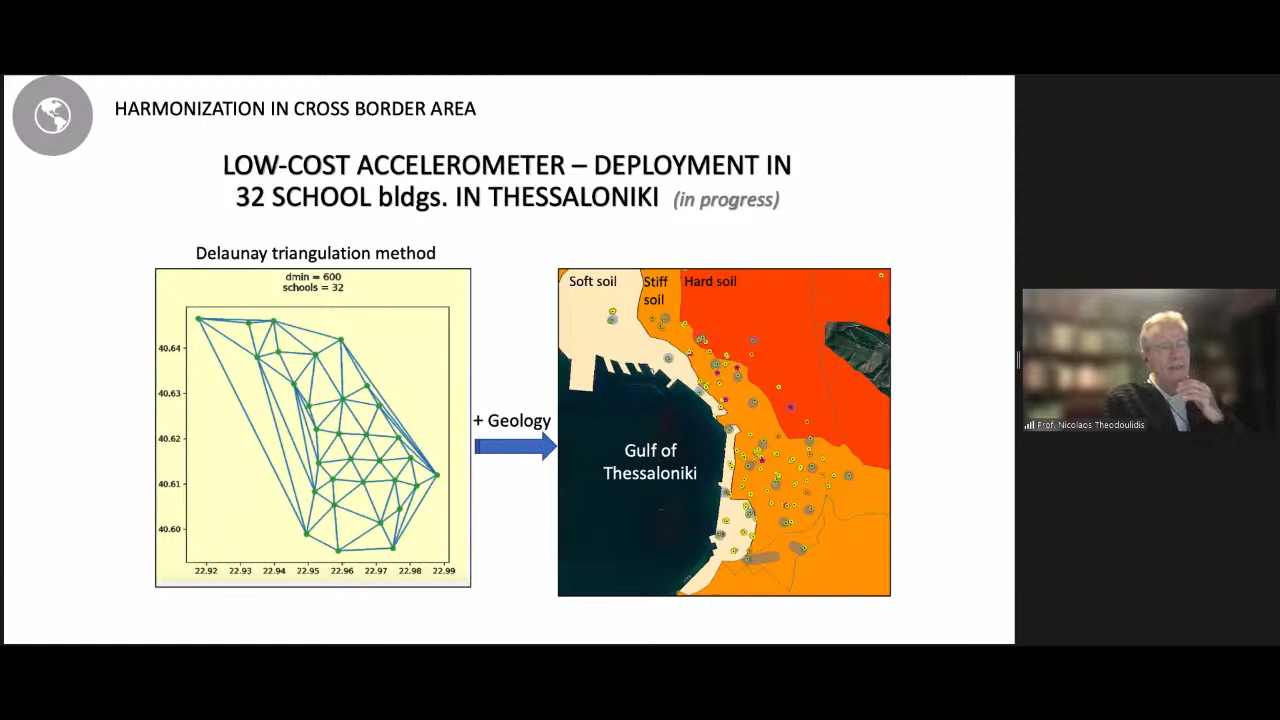 HARMONIZATION IN CROSS BORDER AREA
LOW-COST ACCELEROMETER – DEPLOYMENT IN
32 SCHOOL bldgs. IN THESSALONIKI (in progress)
Delaunay triangulation method
dmin = 600
schools = 32
40.64
40.63
40.62
40.61
40.60
22.92 22.93 22.94 22.95 22.96 22.97 22.98 22.99
+ Geology
Soft soil
Stiff
soil
Hard soil
Gulf of
Thessaloniki
Prof. Nicolaos Theodoulidis